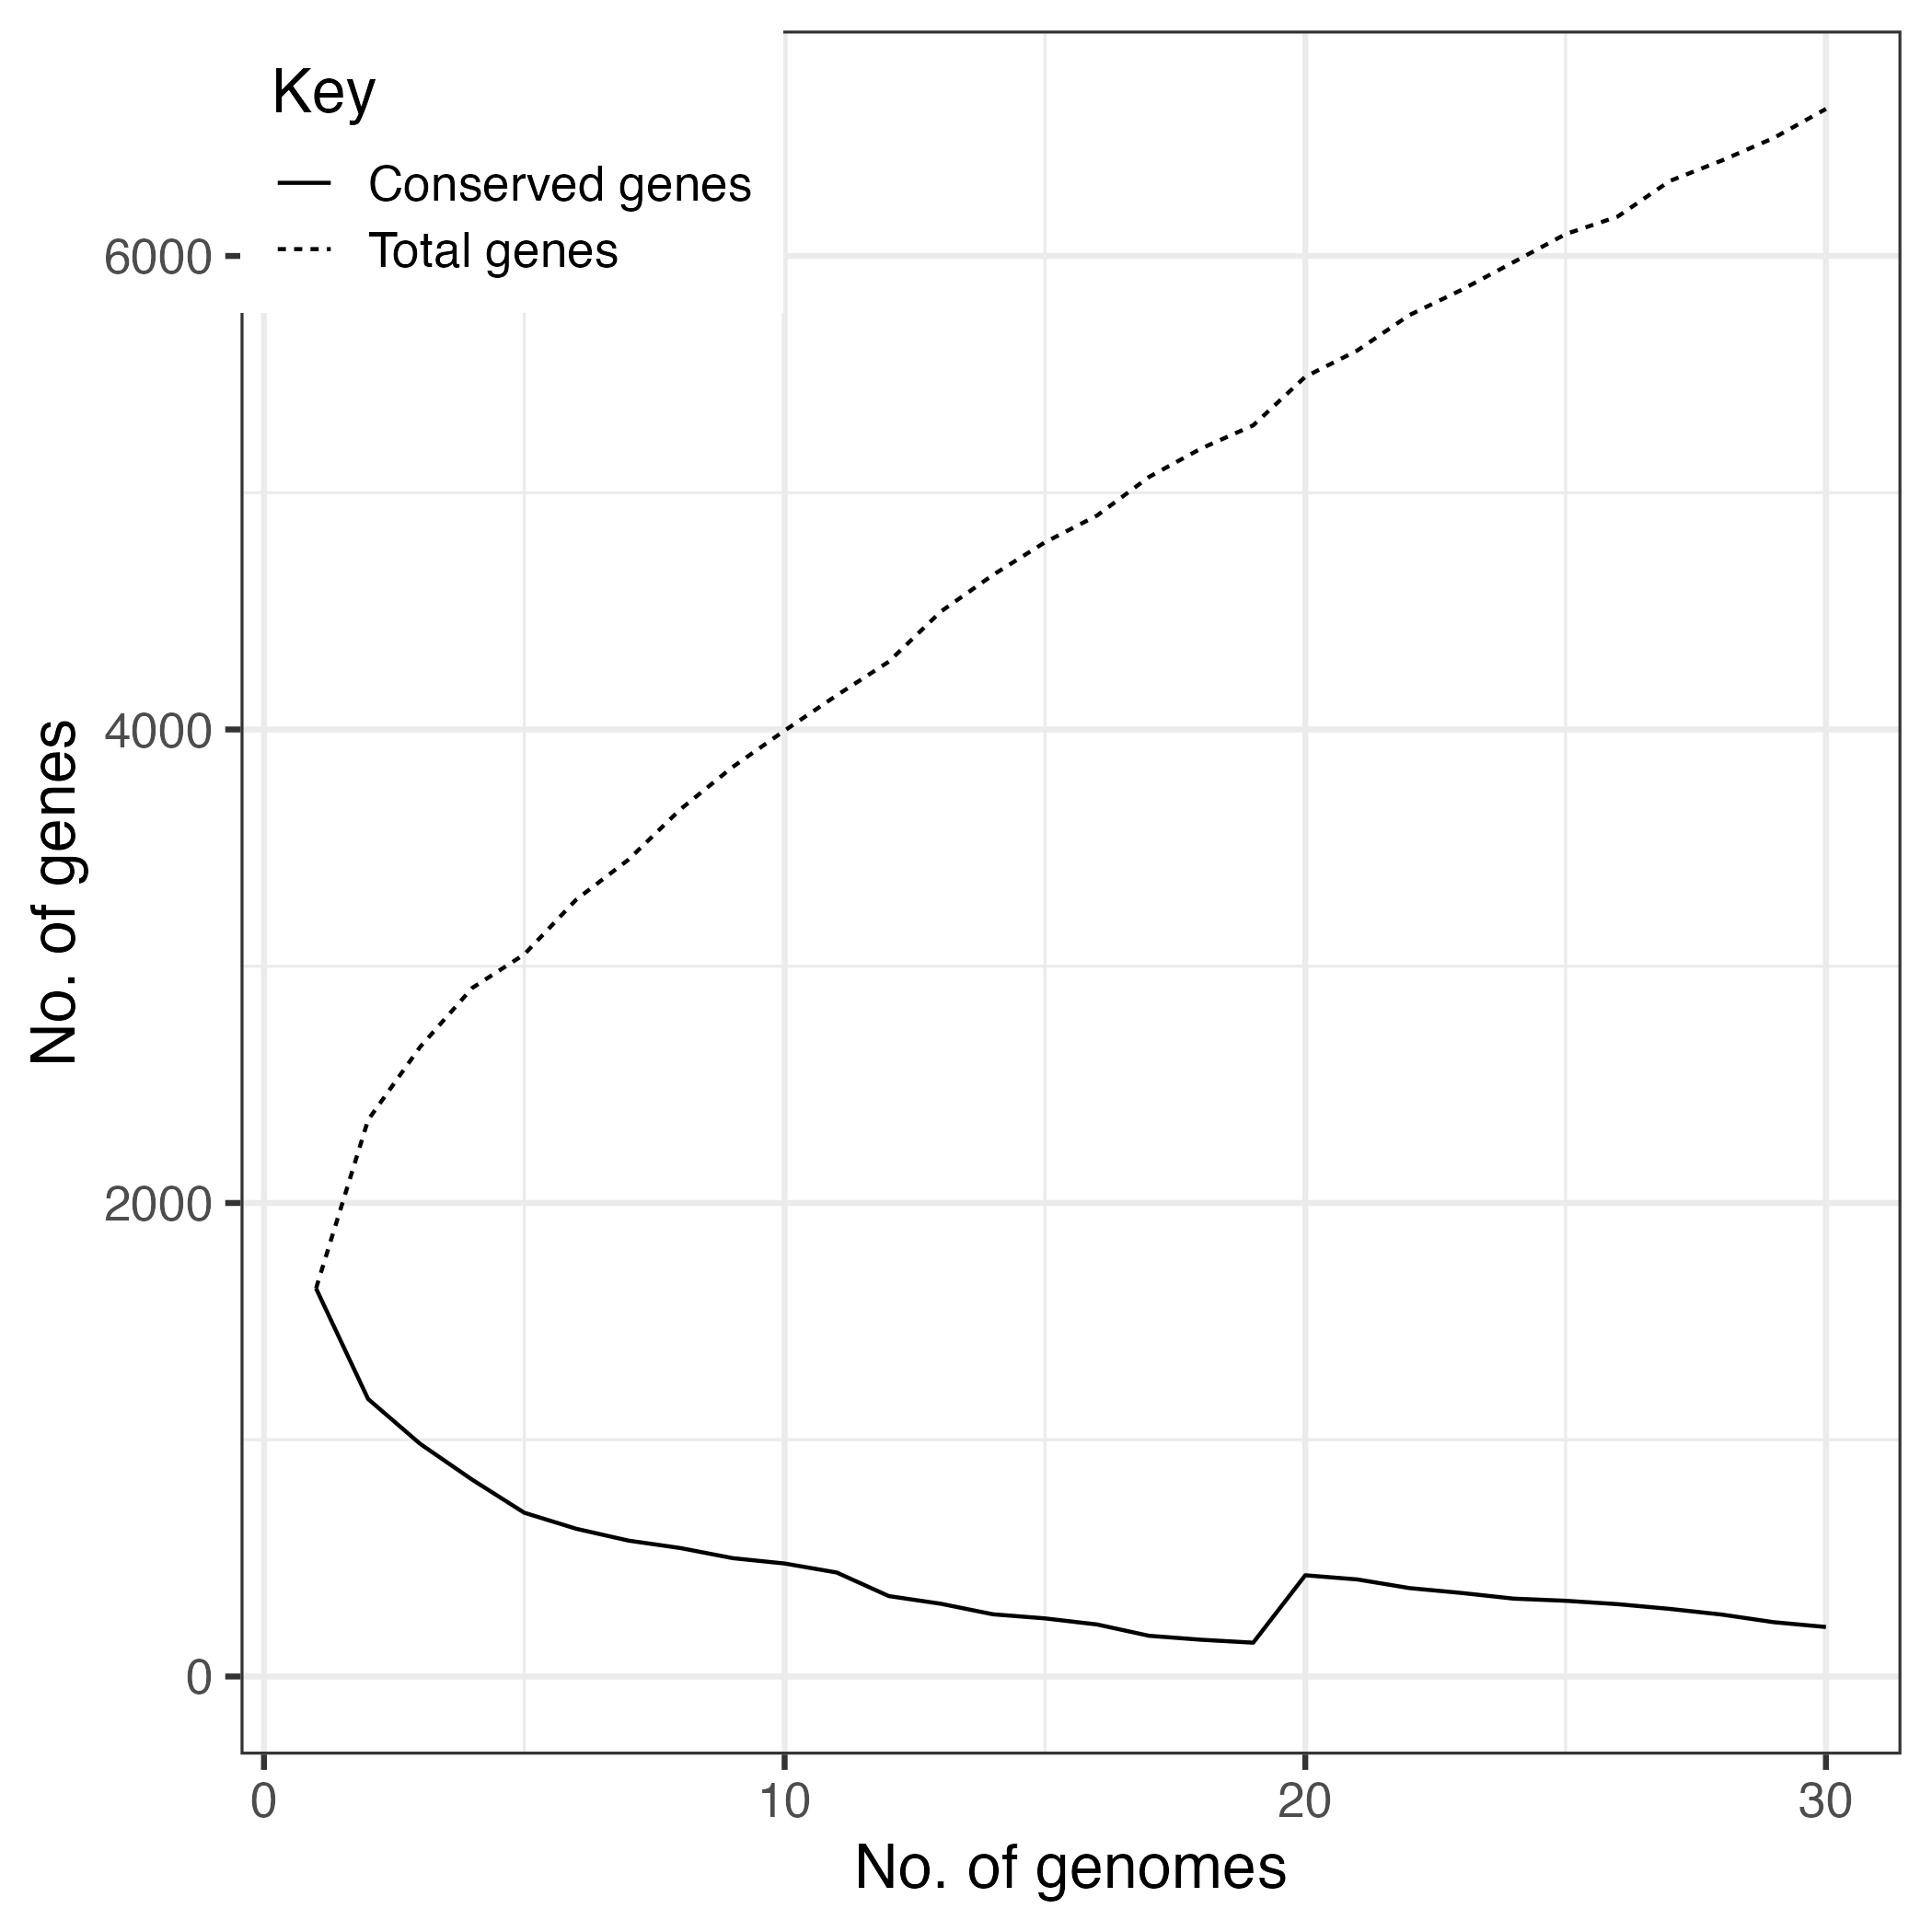 Key
Conserved genes
Total genes
6000
4000
2000
0
No. of genes
0 10 20 30
No. of genomes